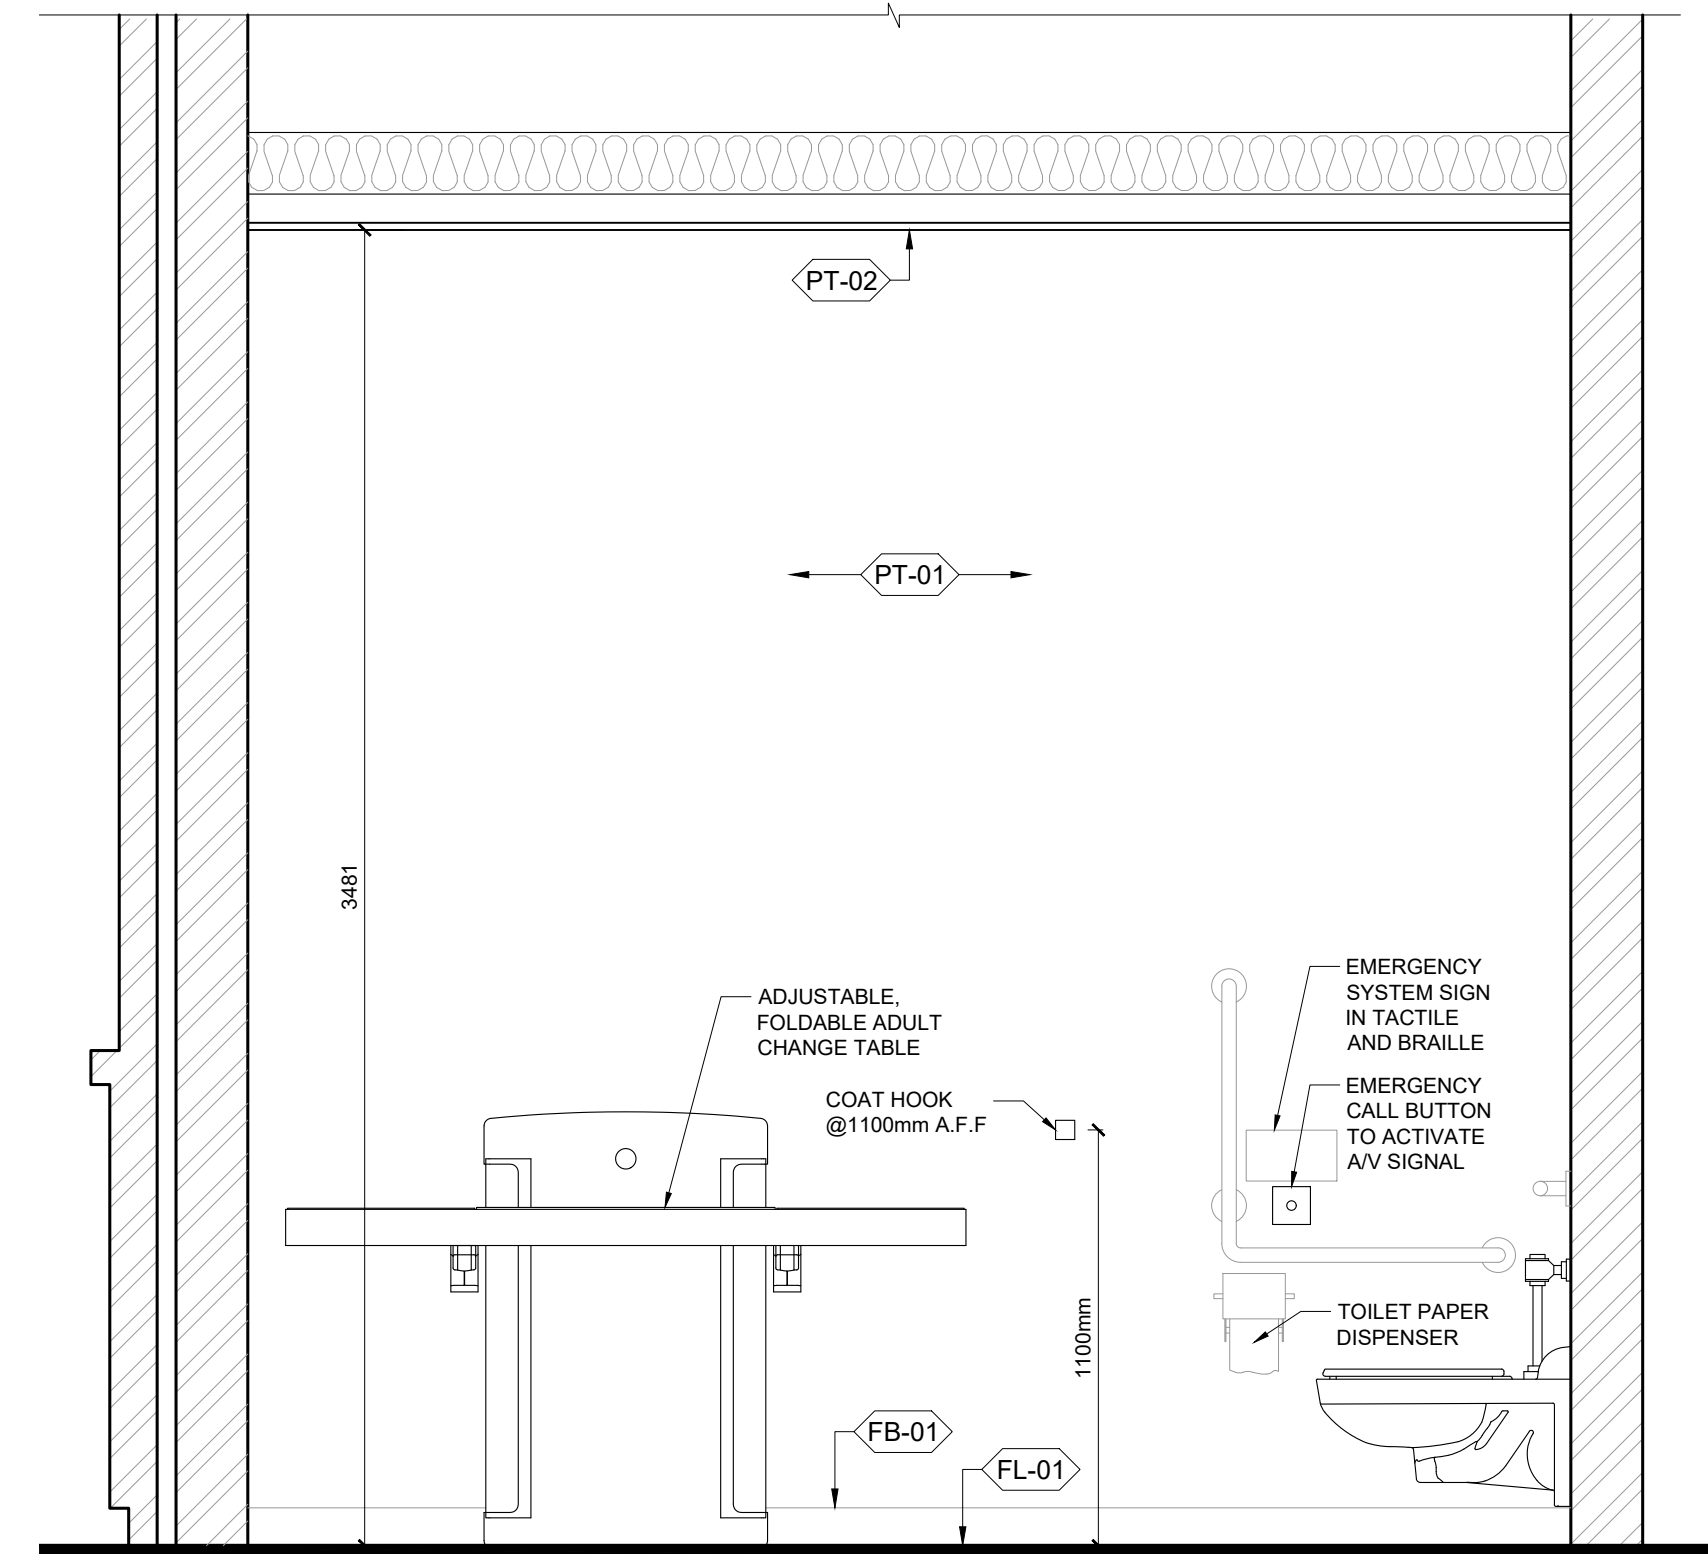 PT-02
PT-01
3481
ADJUSTABLE,
FOLDABLE ADULT
CHANGE TABLE
COAT HOOK
@1100mm A.F.F
EMERGENCY
SYSTEM SIGN
IN TACTILE
AND BRAILLE
EMERGENCY
CALL BUTTON
TO ACTIVATE
A/V SIGNAL
1100mm
TOILET PAPER
DISPENSER
FB-01
FL-01